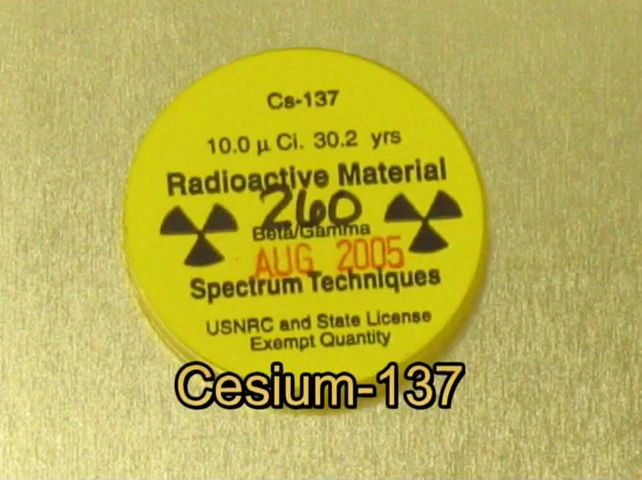 Cs-137
10.0 µ Ci. 30.2 yrs
Radioactive Material
260
Beta/Gamma
AUG 2005
Spectrum Techniques
USNRC and State License
Exempt Quantity
Cesium-137